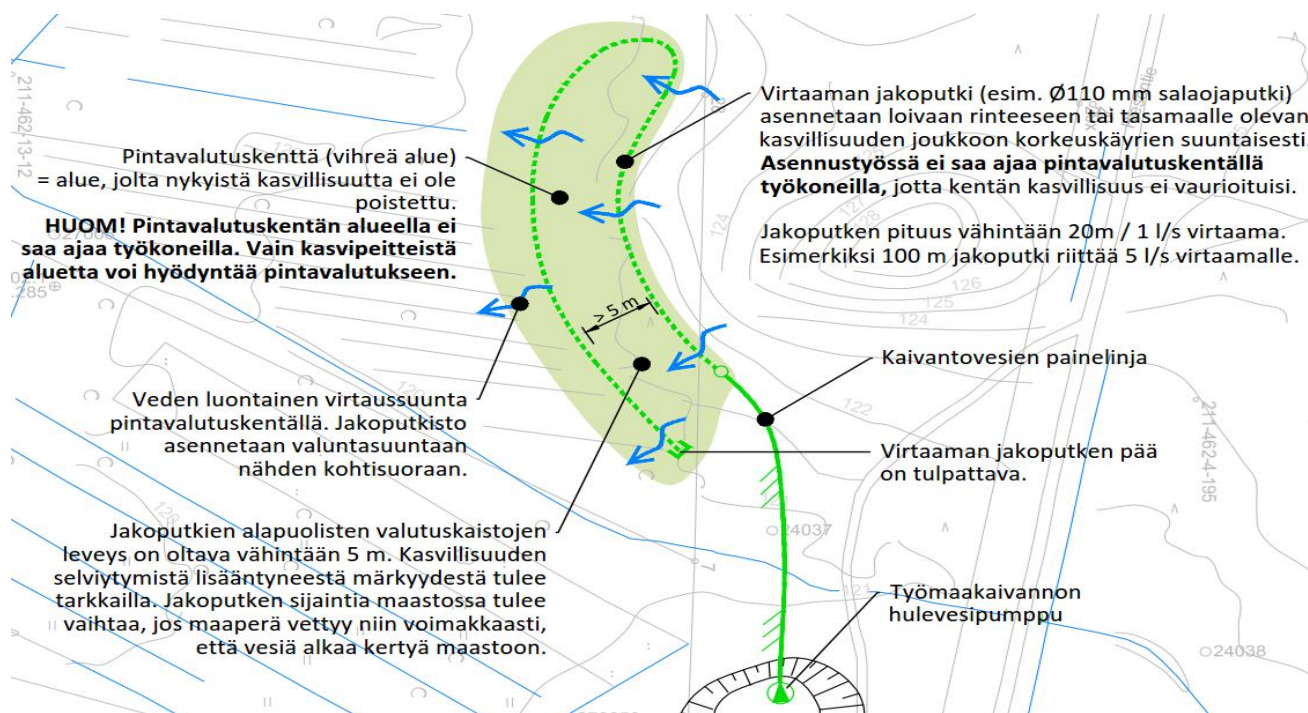 Virtaaman jakoputki (esim. Ø110 mm salaojaputki)
asennetaan loivaan rinteeseen tai tasamaalle olevan
kasvillisuuden joukkoon korkeuskäyrien suuntaisesti.
Asennustyössä ei saa ajaa pintavalutuskentällä
työkoneilla, jotta kentän kasvillisuus ei vaurioituisi.
Jakoputken pituus vähintään 20m / 1 l/s virtaama.
Esimerkiksi 100 m jakoputki riittää 5 l/s virtaamalle.
Pintavalutuskenttä (vihreä alue)
= alue, jolta nykyistä kasvillisuutta ei ole
poistettu.
HUOM! Pintavalutuskentän alueella ei
saa ajaa työkoneilla. Vain kasvipeitteistä
aluetta voi hyödyntää pintavalutukseen.
> 5 m
Kaivantovesien painelinja
Veden luontainen virtaussuunta
pintavalutuskentällä. Jakoputkisto
asennetaan valuntasuuntaan
nähden kohtisuoraan.
Virtaaman jakoputken pää
on tulpattava.
Jakoputkien alapuolisten valutuskaistojen
leveys on oltava vähintään 5 m. Kasvillisuuden
selviytymistä lisääntyneestä märkyydestä tulee
tarkkailla. Jakoputken sijaintia maastossa tulee
vaihtaa, jos maaperä vettyy niin voimakkaasti,
että vesiä alkaa kertyä maastoon.
Työmaakaivannon
hulevesipumppu
211-462-13-12
211-462-4-195
124
127
128
126
125
124
122
121
24037
24038
7